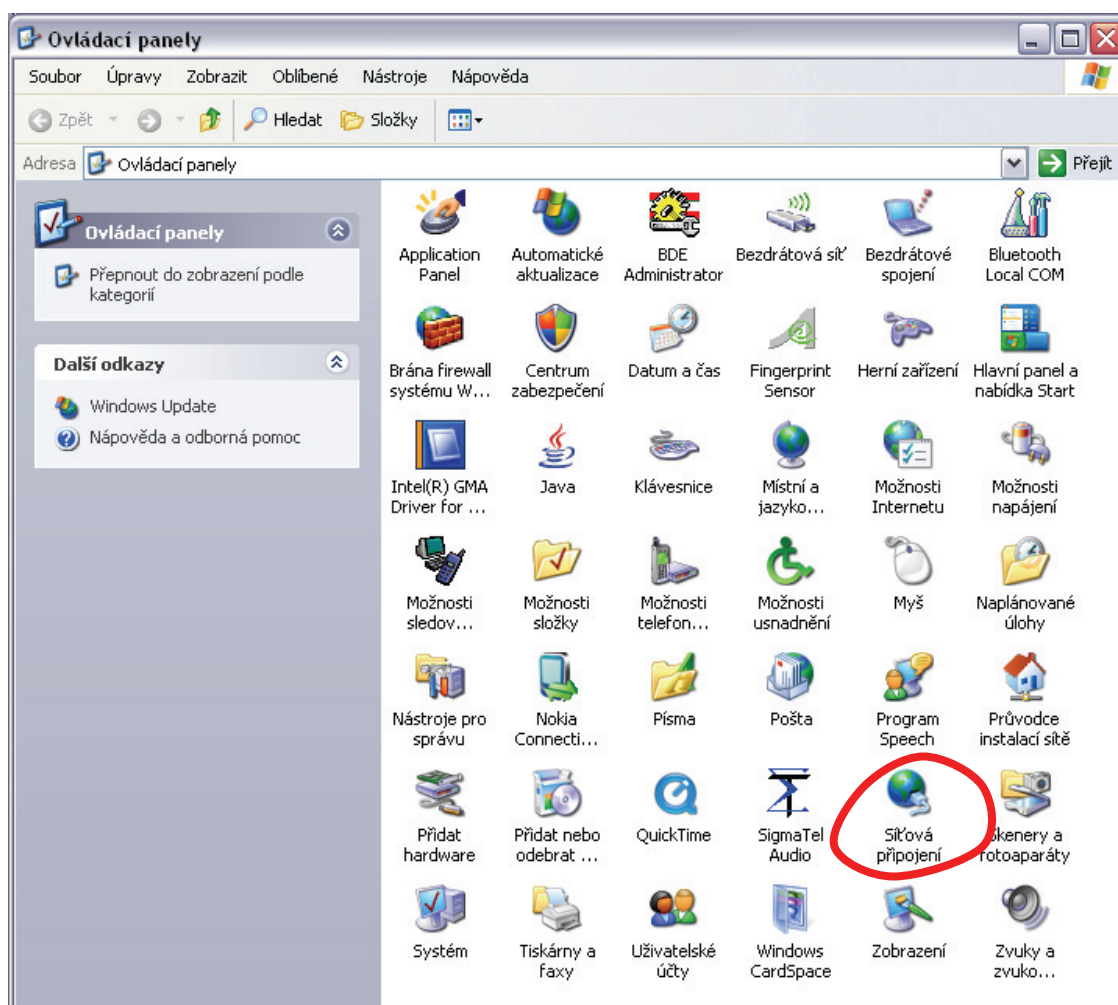 Ovládací panely
Soubor Úpravy Zobrazit Oblíbené Nástroje Nápověda
Zpět Hledat Složky
Adresa Ovládací panely Přejít
Ovládací panely
Přepnout do zobrazení podle
kategorií
Další odkazy
Windows Update
Nápověda a odborná pomoc
Application
Panel
Automatické
aktualizace
BDE
Administrator
Bezdrátová síť
Bezdrátové
spojení
Bluetooth
Local COM
Brána firewall
systému W...
Centrum
zabezpečení
Datum a čas
Fingerprint
Sensor
Herní zařízení
Hlavní panel a
nabídka Start
Intel(R) GMA
Driver for ...
Java
Klávesnice
Místní a
jazyko...
Možnosti
Internetu
Možnosti
napájení
Možnosti
sledov...
Možnosti
složky
Možnosti
telefon...
Možnosti
usnadnění
Myš
Naplánované
úlohy
Nástroje pro
správu
Nokia
Connecti...
Písma
Pošta
Program
Speech
Průvodce
instalací sítě
Přidat
hardware
Přidat nebo
odebrat ...
QuickTime
SigmaTel
Audio
Síťová
připojení
Skenery a
fotoaparáty
Systém
Tiskárny a
faxy
Uživatelské
účty
Windows
CardSpace
Zobrazení
Zvuky a
zvuko...